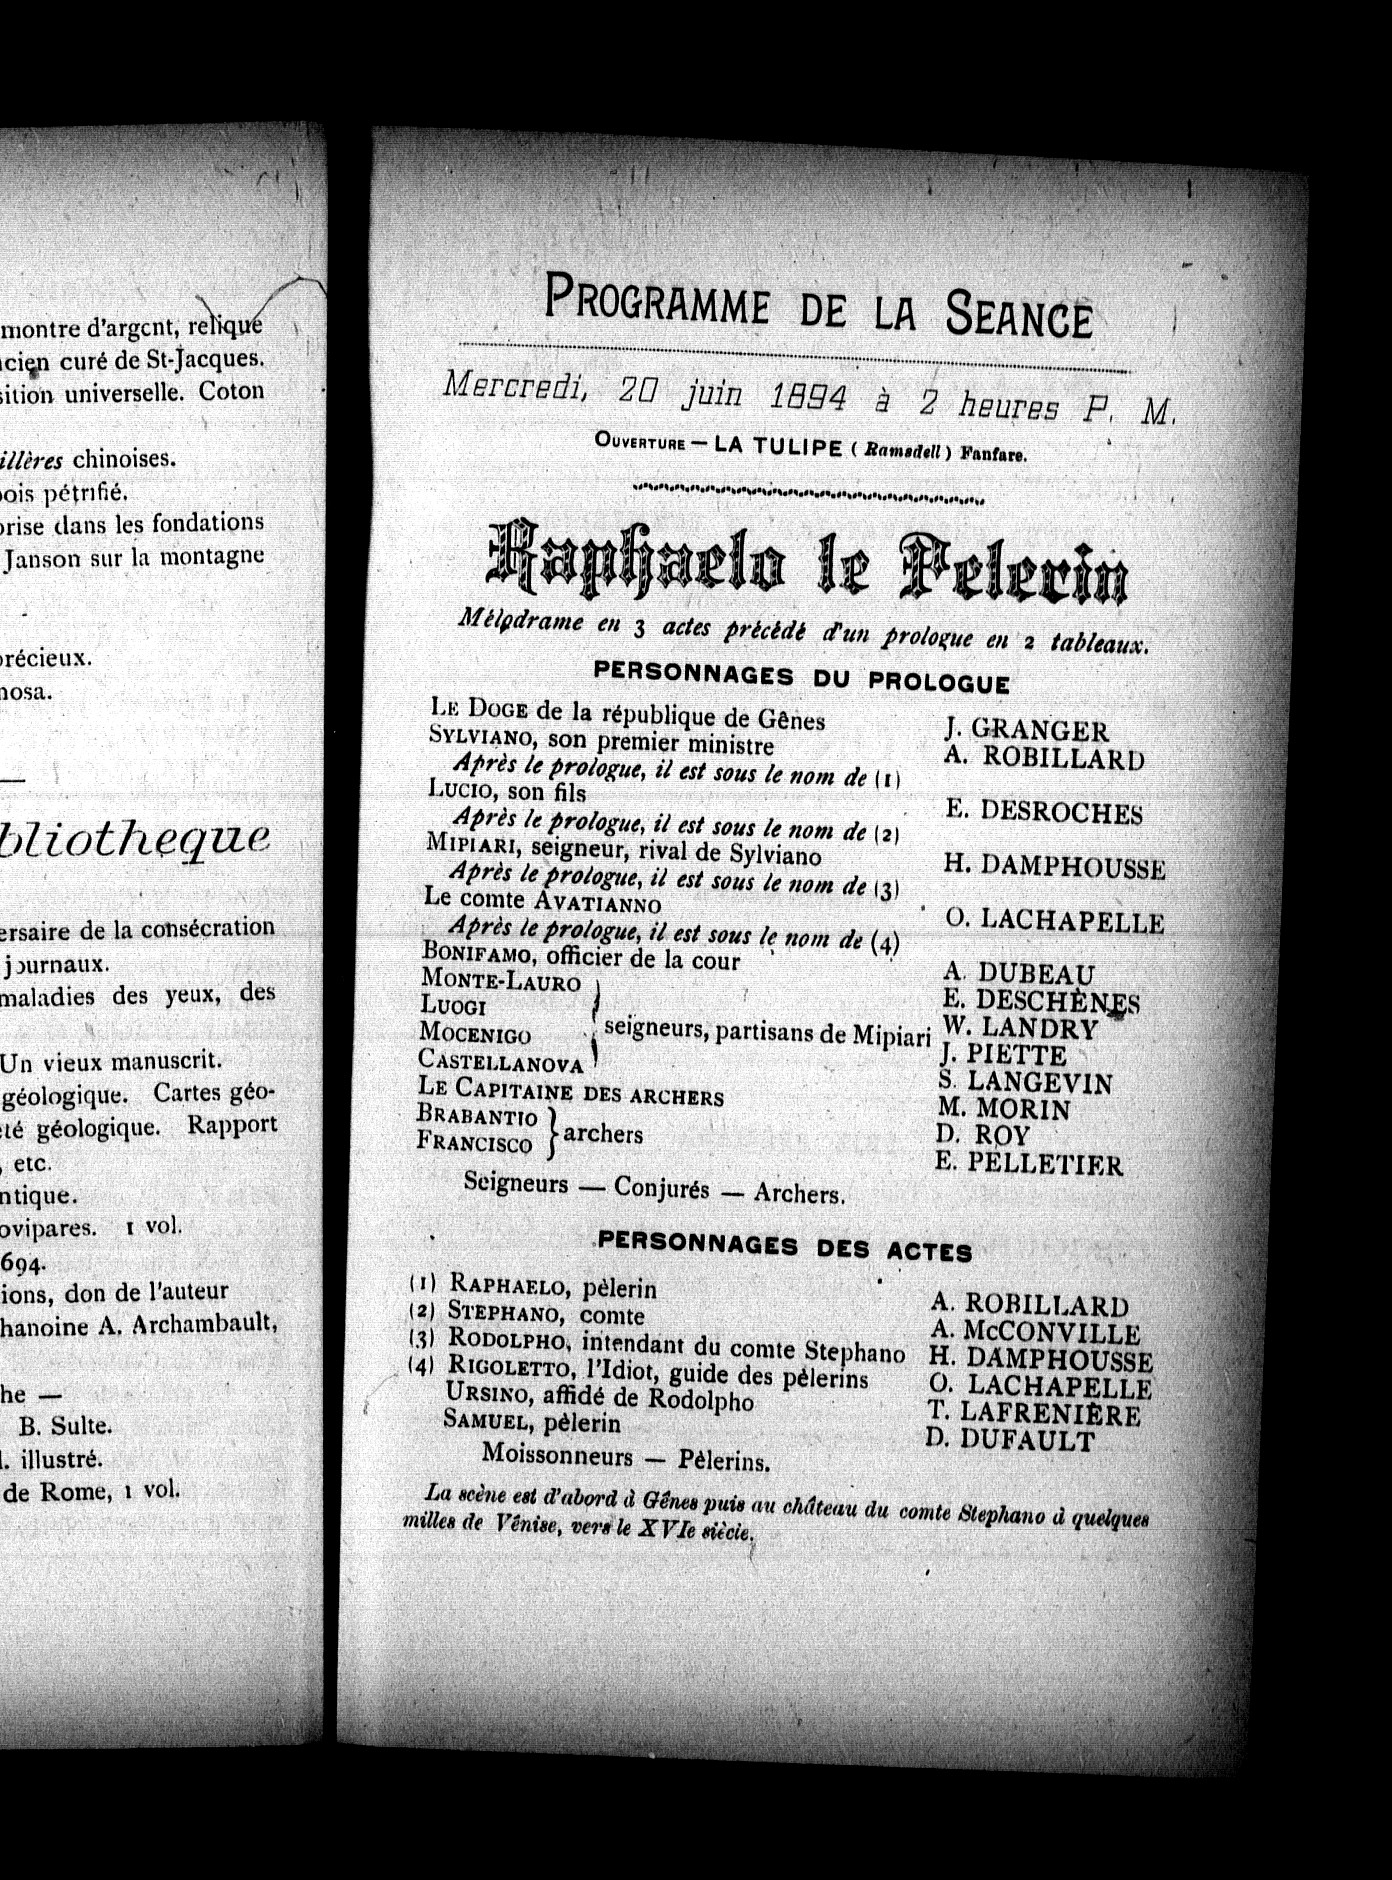 montre d'argent, relique
cien curé de St-Jacques.
sition universelle. Coton
illères chinoises.
bois pétrifié.
prise dans les fondations
Janson sur la montagne
précieux.
mosa.
bliotheque
ersaire de la consécration
journaux.
maladies des yeux, des
Un vieux manuscrit.
géologique. Cartes géo-
été géologique. Rapport
, etc.
ntique.
ovipares. 1 vol.
694.
ions, don de l'auteur
hanoine A. Archambault,
he —
B. Sulte.
l. illustré.
de Rome, 1 vol.
PROGRAMME DE LA SEANCE
Mercredi, 20 juin 1894 à 2 heures P. M.
OUVERTURE — LA TULIPE ( Ramsdell ) Fanfare.
Raphaelo le Pelerin
Mélodrame en 3 actes précédé d'un prologue en 2 tableaux.
PERSONNAGES DU PROLOGUE
LE DOGE de la république de Gênes J. GRANGER
SYLVIANO, son premier ministre A. ROBILLARD
Après le prologue, il est sous le nom de (1)
LUCIO, son fils E. DESROCHES
Après le prologue, il est sous le nom de (2)
MIPIARI, seigneur, rival de Sylviano H. DAMPHOUSSE
Après le prologue, il est sous le nom de (3)
Le comte AVATIANNO O. LACHAPELLE
Après le prologue, il est sous le nom de (4)
BONIFAMO, officier de la cour A. DUBEAU
MONTE-LAURO E. DESCHÊNES
LUOGI W. LANDRY
seigneurs, partisans de Mipiari
MOCENIGO J. PIETTE
CASTELLANOVA S. LANGEVIN
LE CAPITAINE DES ARCHERS M. MORIN
BRABANTIO D. ROY
archers
FRANCISCO E. PELLETIER
Seigneurs — Conjurés — Archers.
PERSONNAGES DES ACTES
(1) RAPHAELO, pèlerin A. ROBILLARD
(2) STEPHANO, comte A. McCONVILLE
(3) RODOLPHO, intendant du comte Stephano H. DAMPHOUSSE
(4) RIGOLETTO, l'Idiot, guide des pèlerins O. LACHAPELLE
URSINO, affidé de Rodolpho T. LAFRENIÈRE
SAMUEL, pèlerin D. DUFAULT
Moissonneurs — Pèlerins.
La scène est d'abord à Gênes puis au château du comte Stephano à quelques
milles de Vênise, vers le XVIe siècle.